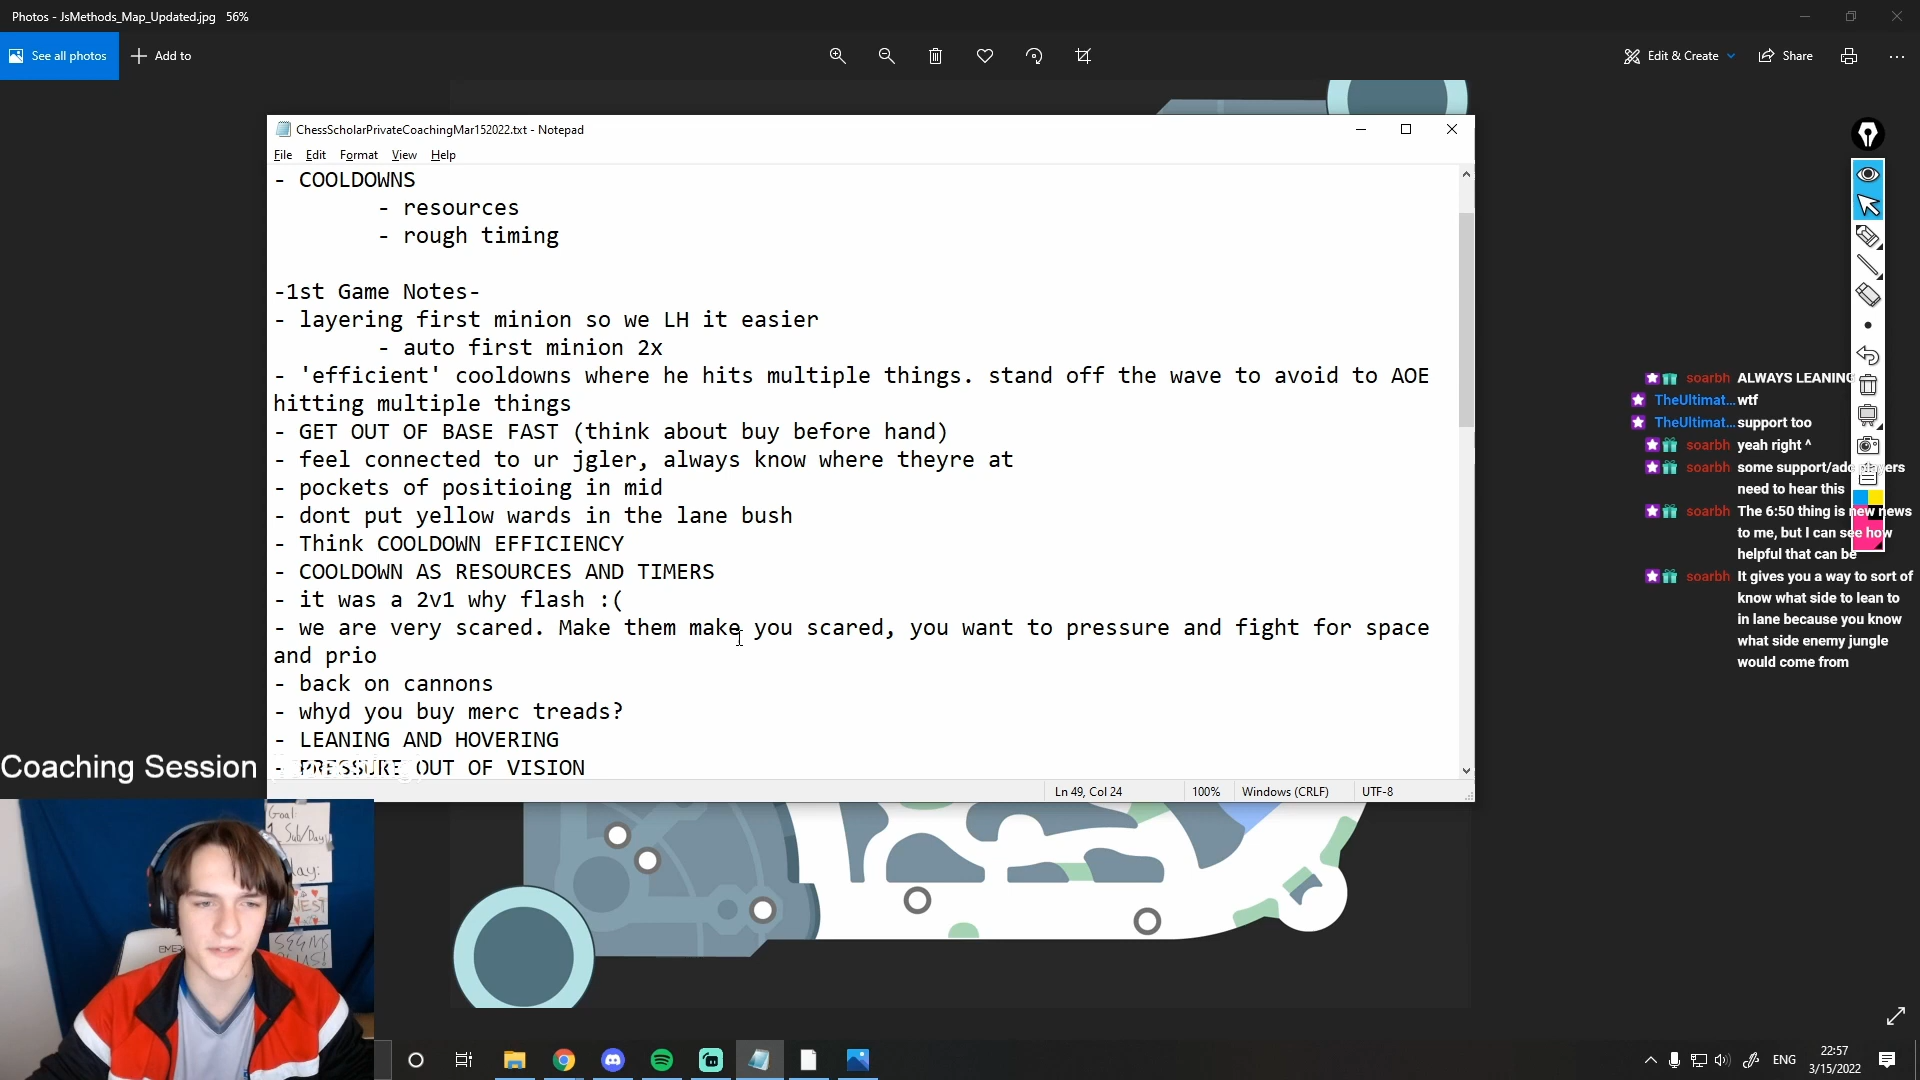 Photos - JsMethods_Map_Updated.jpg 56%
See all photos
Add to
Edit & Create
Share
ChessScholarPrivateCoachingMar152022.txt - Notepad
File Edit Format View Help
- COOLDOWNS
- resources
- rough timing
-1st Game Notes-
- layering first minion so we LH it easier
- auto first minion 2x
- 'efficient' cooldowns where he hits multiple things. stand off the wave to avoid to AOE
hitting multiple things
- GET OUT OF BASE FAST (think about buy before hand)
- feel connected to ur jgler, always know where theyre at
- pockets of positioing in mid
- dont put yellow wards in the lane bush
- Think COOLDOWN EFFICIENCY
- COOLDOWN AS RESOURCES AND TIMERS
- it was a 2v1 why flash :(
- we are very scared. Make them make you scared, you want to pressure and fight for space
and prio
- back on cannons
- whyd you buy merc treads?
- LEANING AND HOVERING
- PRESSURE OUT OF VISION
Ln 49, Col 24
100%
Windows (CRLF)
UTF-8
soarbh ALWAYS LEANING
TheUltimat... wtf
TheUltimat... support too
soarbh yeah right ^
soarbh some support/adc players
need to hear this
soarbh The 6:50 thing is new news
to me, but I can see how
helpful that can be
soarbh It gives you a way to sort of
know what side to lean to
in lane because you know
what side enemy jungle
would come from
Coaching Session
Goal:
1 Sub/Day
ENG
22:57
3/15/2022